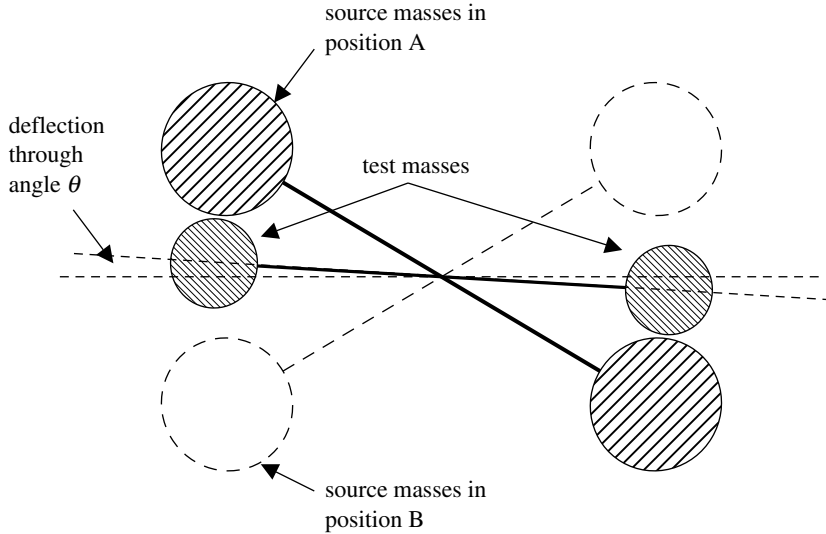 source masses in
position A
deflection
through
angle θ
test masses
source masses in
position B